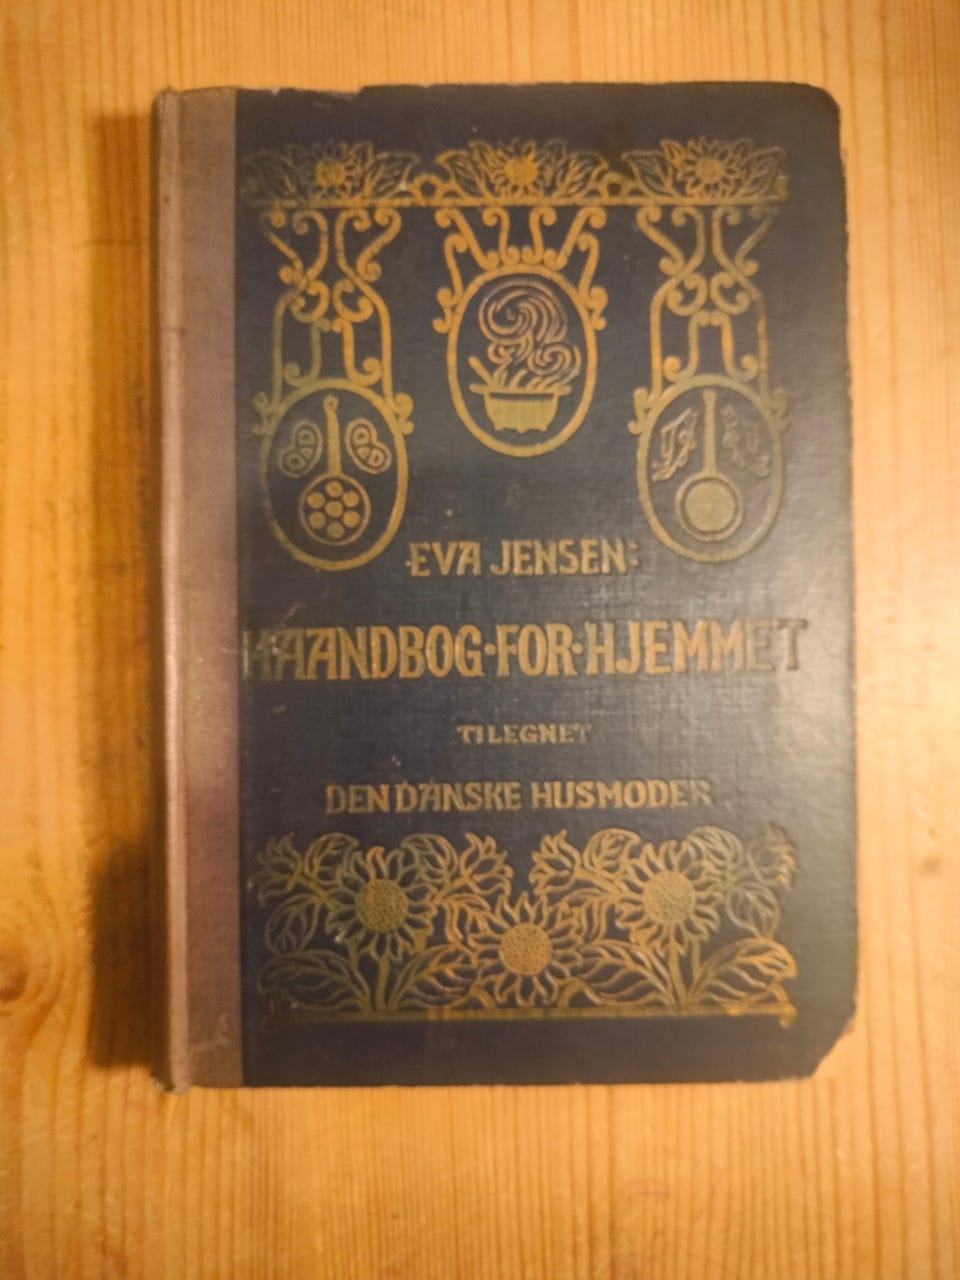 ·EVA JENSEN:
HAANDBOG·FOR·HJEMMET
TILEGNET
DEN DANSKE HUSMODER